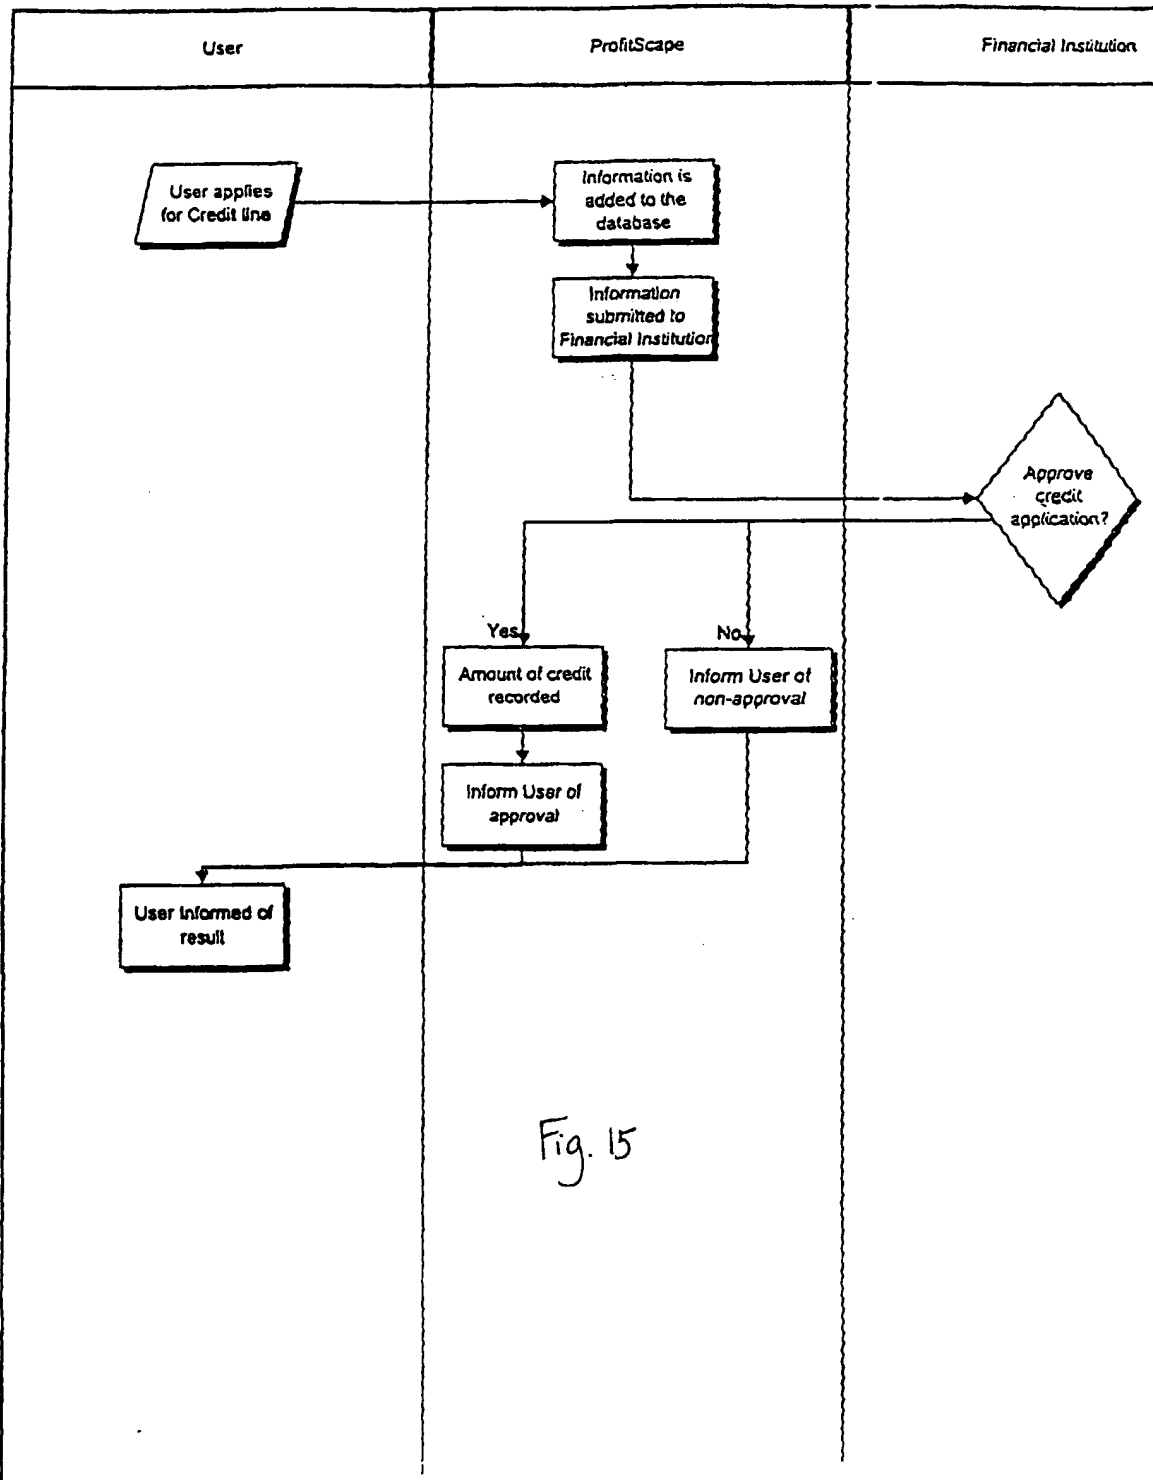 User
ProfitScape
Financial Institution
User applies
for Credit line
Information is
added to the
database
Information
submitted to
Financial Institution
Approve
credit
application?
Yes
No
Amount of credit
recorded
Inform User of
non-approval
Inform User of
approval
User Informed of
result
Fig. 15